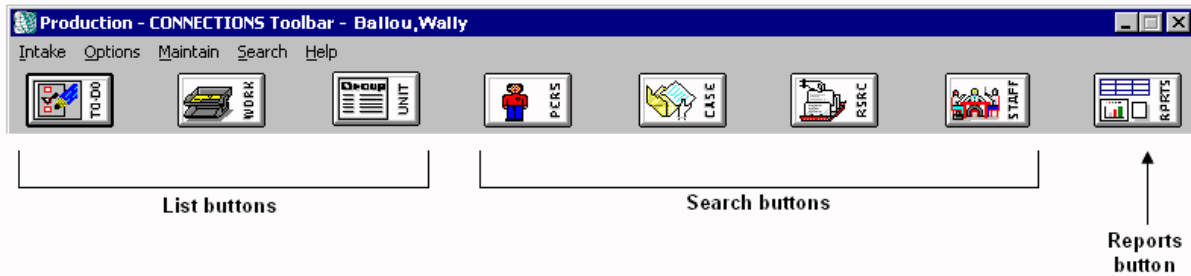 Production - CONNECTIONS Toolbar - Ballou,Wally
Intake Options Maintain Search Help
TO-DO WORK Group UNIT PERS CASE RSRC STAFF RPRTS
List buttons Search buttons
Reports
button